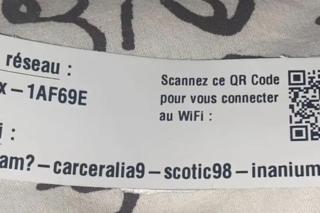 réseau :
x-1AF69E
Scannez ce QR Code
pour vous connecter
au WiFi :
i :
am?-carceralia9-scotic98-inanium